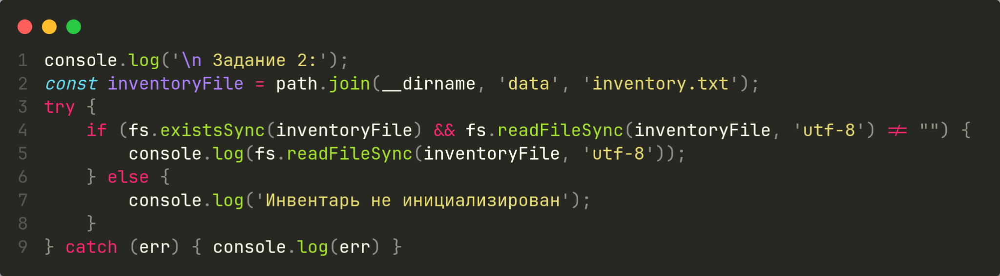 1 console.log('\n Задание 2:');
2 const inventoryFile = path.join(__dirname, 'data', 'inventory.txt');
3 try {
4     if (fs.existsSync(inventoryFile) && fs.readFileSync(inventoryFile, 'utf-8') != "") {
5         console.log(fs.readFileSync(inventoryFile, 'utf-8'));
6     } else {
7         console.log('Инвентарь не инициализирован');
8     }
9 } catch (err) { console.log(err) }